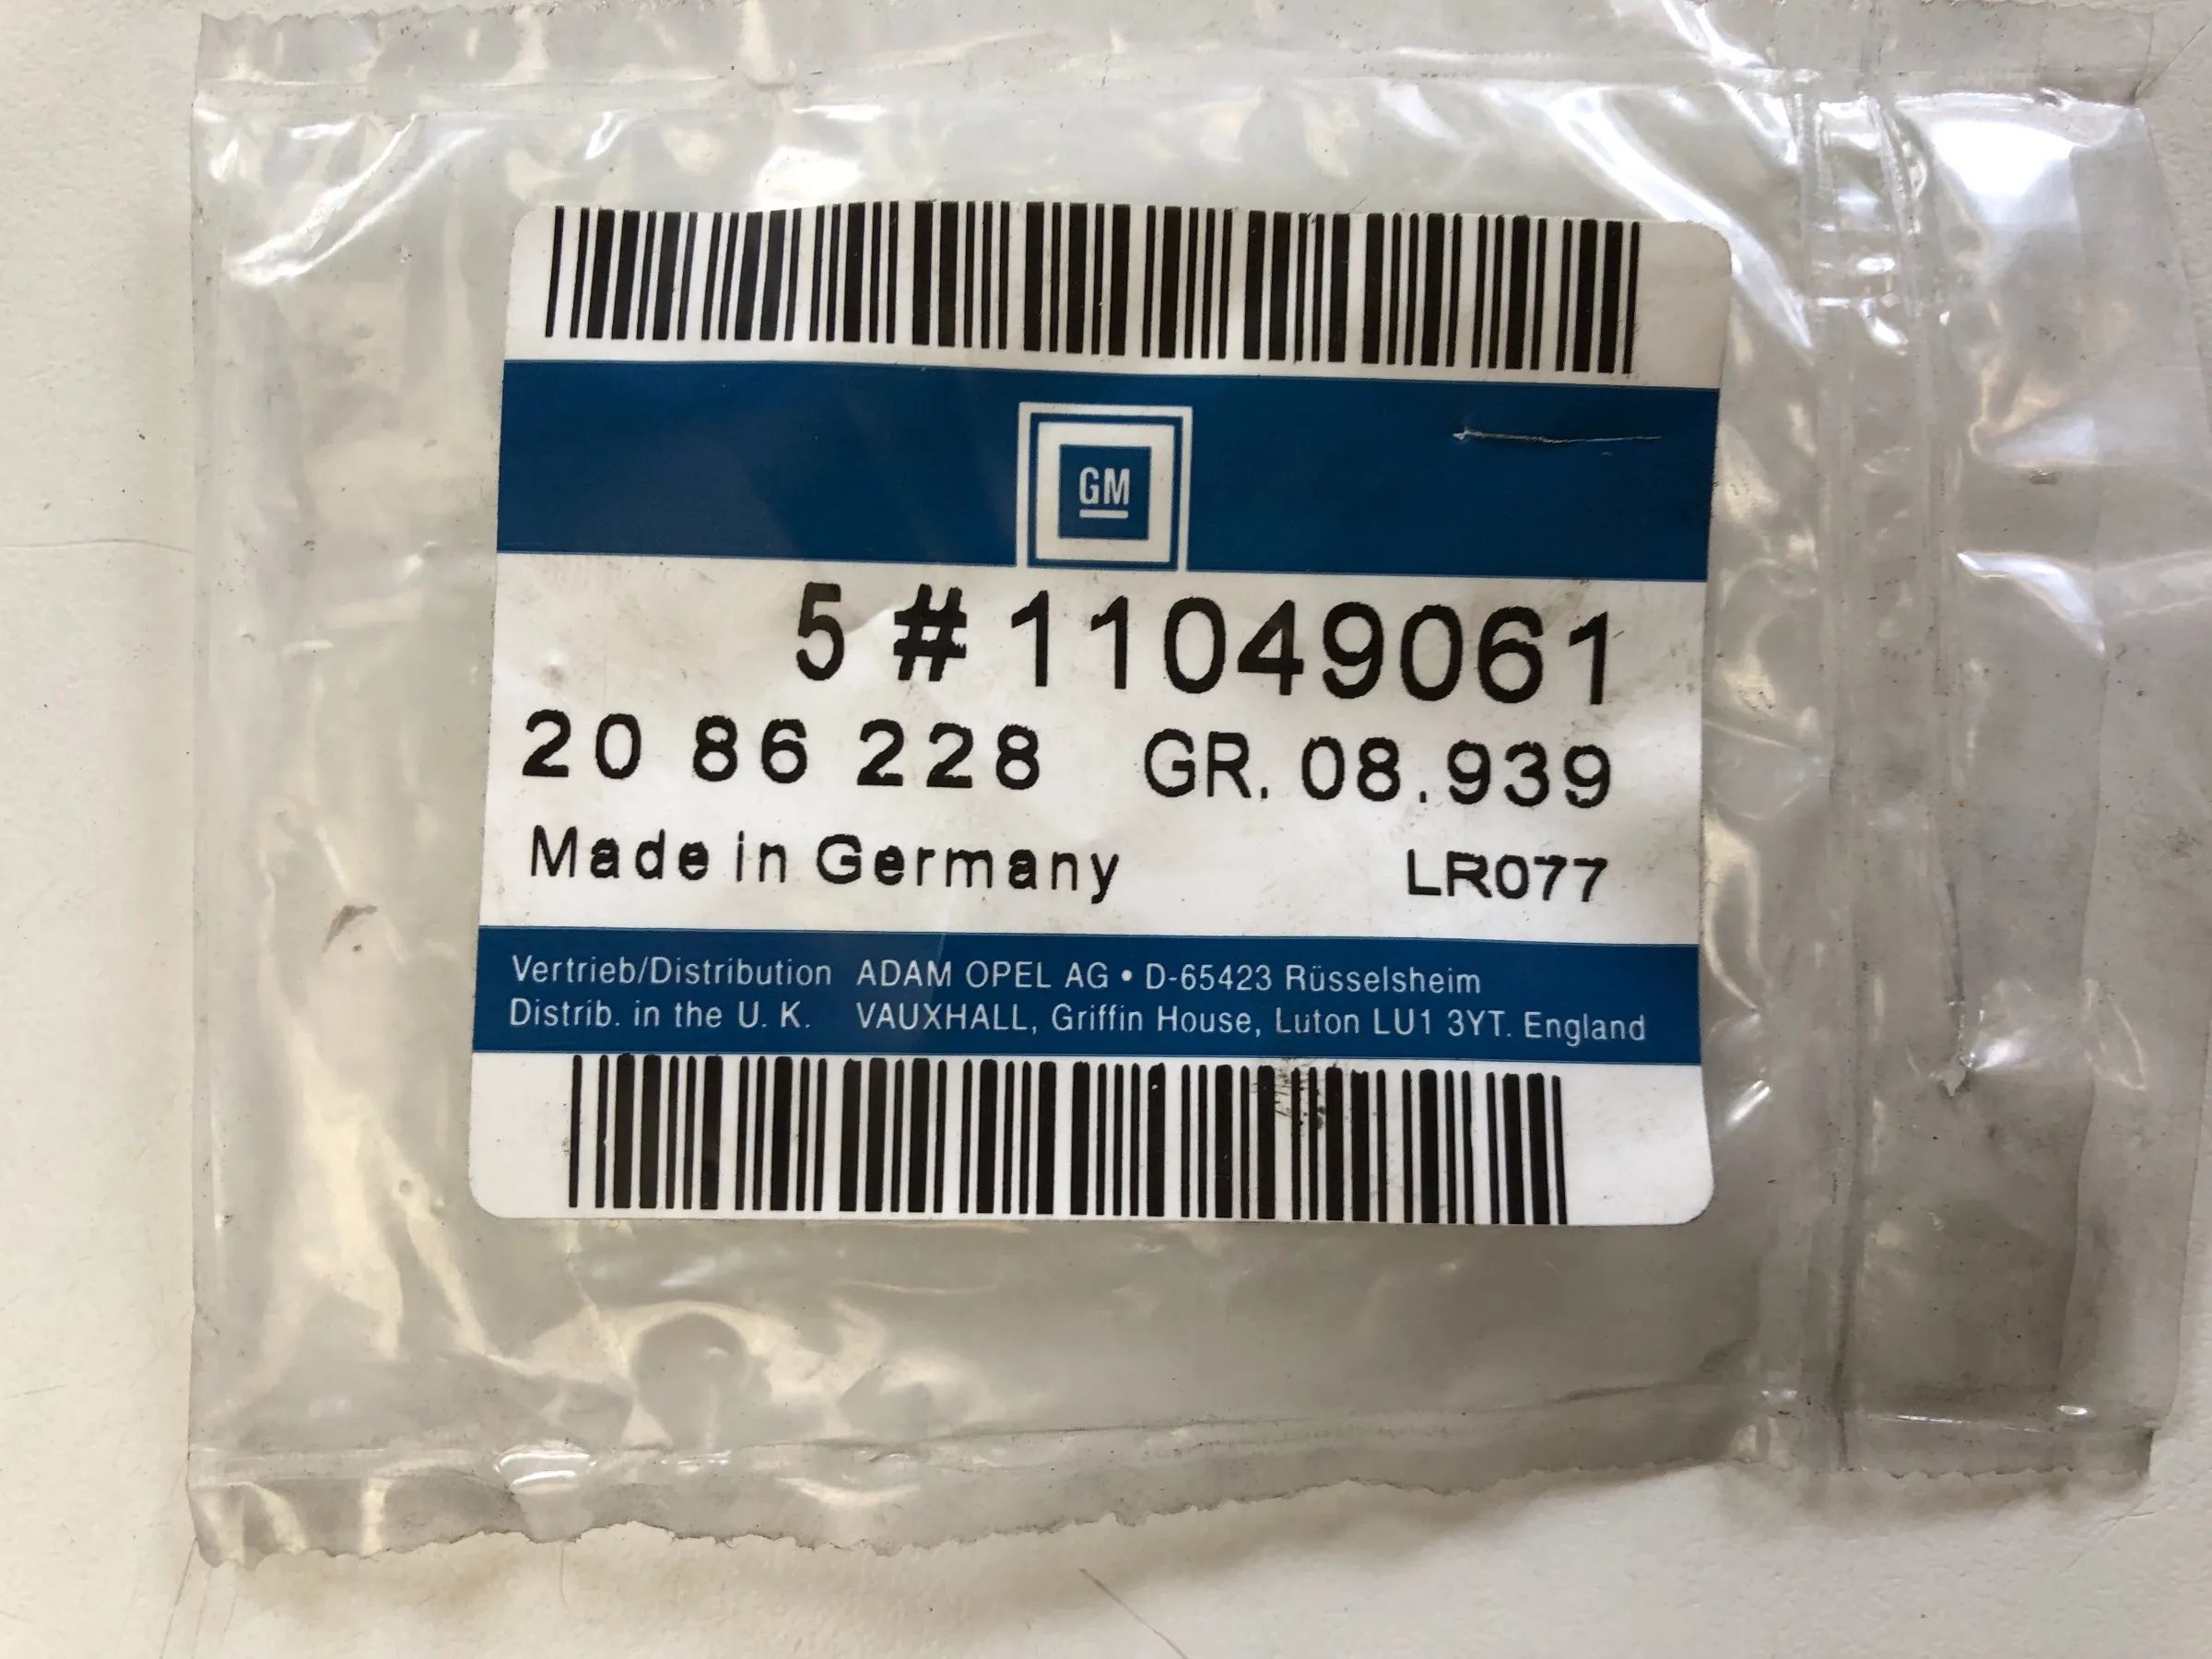 GM
5 # 11049061
20 86 228 GR. 08.939
Made in Germany LR077
Vertrieb/Distribution ADAM OPEL AG • D-65423 Rüsselsheim
Distrib. in the U. K. VAUXHALL, Griffin House, Luton LU1 3YT. England